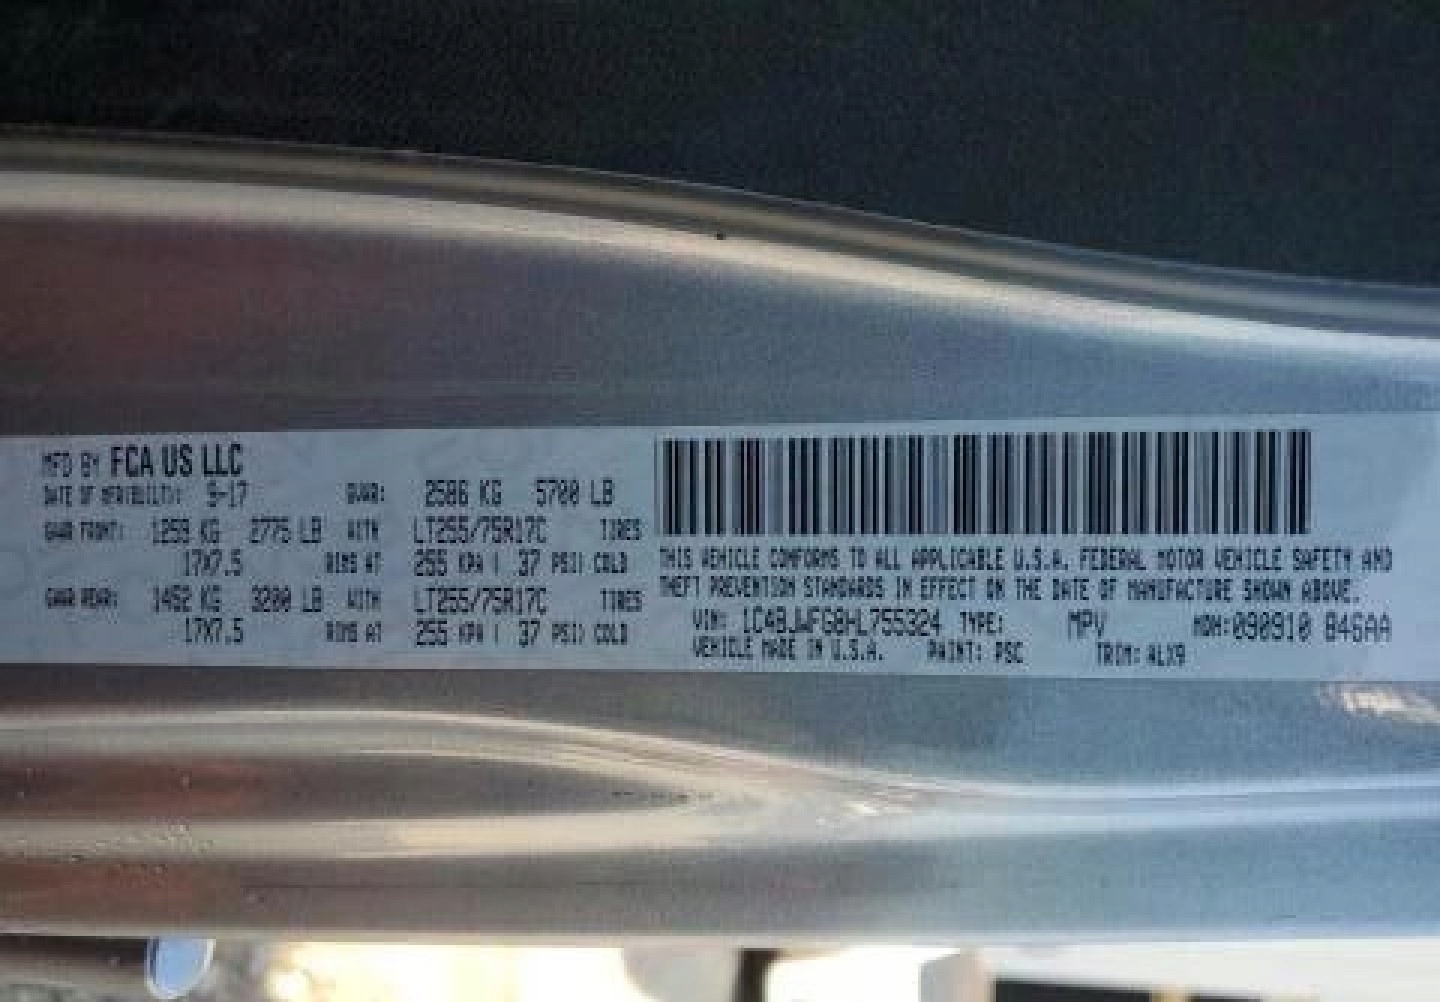 MFD BY FCA US LLC
DATE OF MFR(BUILT): 9-17 GVWR: 2586 KG 5700 LB
GAWR FRONT: 1259 KG 2775 LB WITH LT255/75R17C TIRES
17X7.5 RIMS AT 255 KPA ( 37 PSI) COLD
GAWR REAR: 1452 KG 3200 LB WITH LT255/75R17C TIRES
17X7.5 RIMS AT 255 KPA ( 37 PSI) COLD
THIS VEHICLE CONFORMS TO ALL APPLICABLE U.S.A. FEDERAL MOTOR VEHICLE SAFETY AND
THEFT PREVENTION STANDARDS IN EFFECT ON THE DATE OF MANUFACTURE SHOWN ABOVE.
VIN: 1C4BJWFG8HL755324 TYPE: MPV MDH:090910 846AA
VEHICLE MADE IN U.S.A. PAINT: PSC TRIM: ALX9